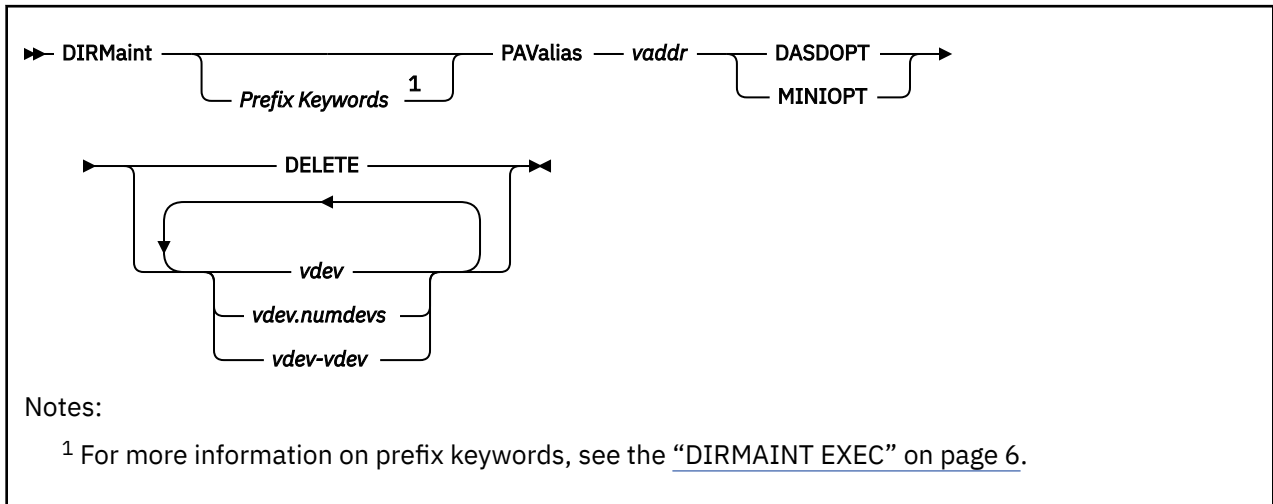 DIRMaint PAValias vaddr DASDOPT
Prefix Keywords 1 MINIOPT
DELETE
vdev
vdev.numdevs
vdev-vdev
Notes:
1 For more information on prefix keywords, see the “DIRMAINT EXEC” on page 6.